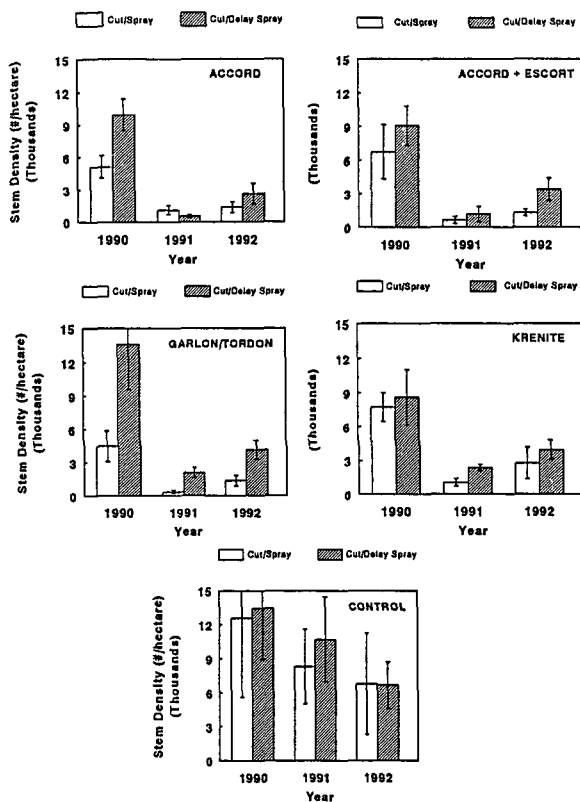 Cut/Spray Cut/Delay Spray
ACCORD
Stem Density (#/hectare)
(Thousands)
15
12
9
6
3
0
1990 1991 1992
Year
Cut/Spray Cut/Delay Spray
ACCORD + ESCORT
(Thousands)
15
12
9
6
3
0
1990 1991 1992
Year
Cut/Spray Cut/Delay Spray
GARLON/TORDON
Stem Density (#/hectare)
(Thousands)
15
12
9
6
3
0
1990 1991 1992
Year
Cut/Spray Cut/Delay Spray
KRENITE
(Thousands)
15
12
9
6
3
0
1990 1991 1992
Year
Cut/Spray Cut/Delay Spray
CONTROL
Stem Density (#/hectare)
(Thousands)
15
12
9
6
3
0
1990 1991 1992
Year